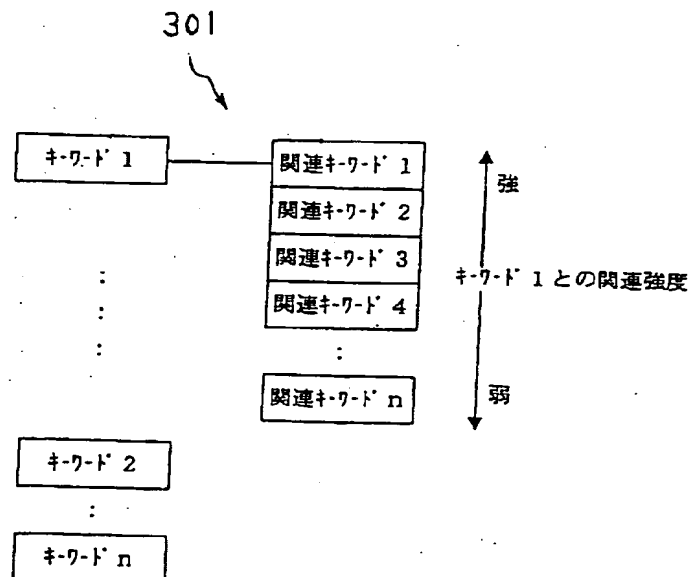 301
ｷｰﾜｰﾄﾞ 1
関連ｷｰﾜｰﾄﾞ 1
関連ｷｰﾜｰﾄﾞ 2
関連ｷｰﾜｰﾄﾞ 3
関連ｷｰﾜｰﾄﾞ 4
:
関連ｷｰﾜｰﾄﾞ n
強
ｷｰﾜｰﾄﾞ 1との関連強度
弱
:
:
:
ｷｰﾜｰﾄﾞ 2
:
ｷｰﾜｰﾄﾞ n